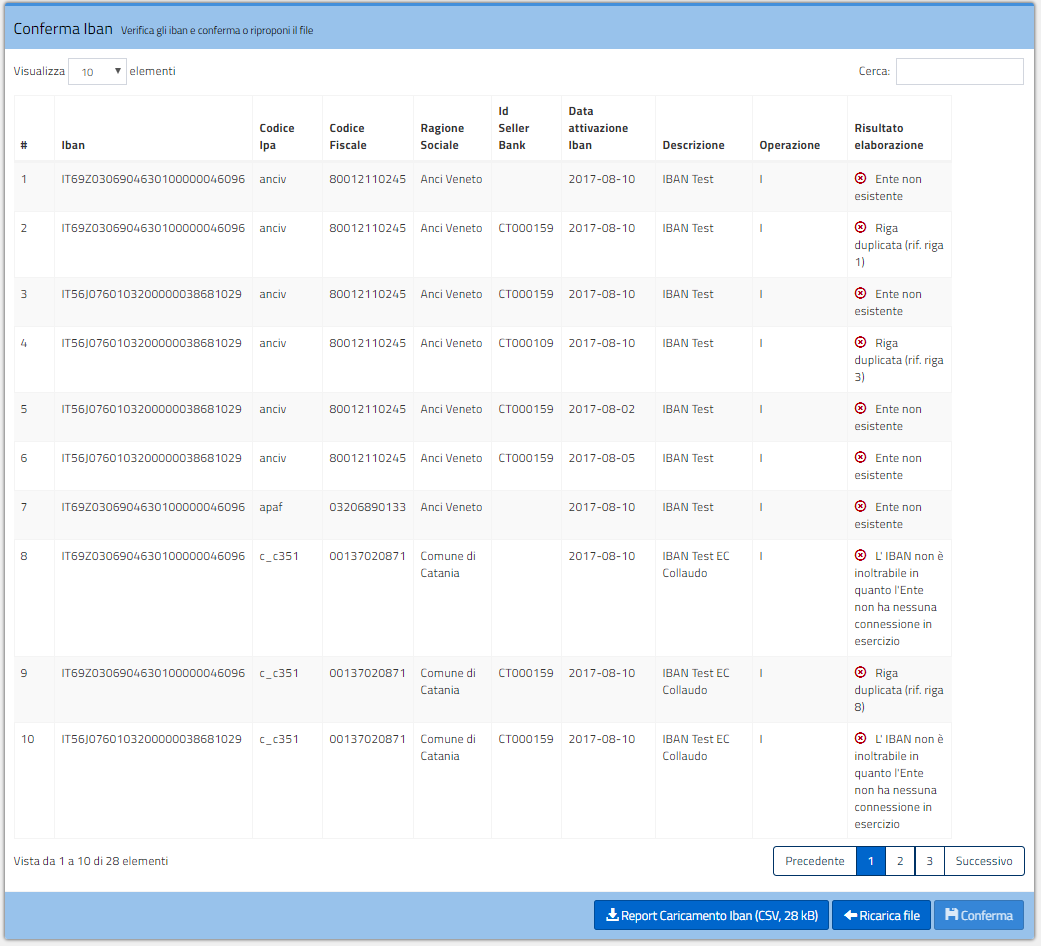 Conferma Iban Verifica gli iban e conferma o riproponi il file
Visualizza 10 elementi Cerca:
# Iban Codice Ipa Codice Fiscale Ragione Sociale Id Seller Bank Data attivazione Iban Descrizione Operazione Risultato elaborazione
1 IT69Z0306904630100000046096 anciv 80012110245 Anci Veneto 2017-08-10 IBAN Test I Ente non esistente
2 IT69Z0306904630100000046096 anciv 80012110245 Anci Veneto CT000159 2017-08-10 IBAN Test I Riga duplicata (rif. riga 1)
3 IT56J0760103200000038681029 anciv 80012110245 Anci Veneto CT000159 2017-08-10 IBAN Test I Ente non esistente
4 IT56J0760103200000038681029 anciv 80012110245 Anci Veneto CT000109 2017-08-10 IBAN Test I Riga duplicata (rif. riga 3)
5 IT56J0760103200000038681029 anciv 80012110245 Anci Veneto CT000159 2017-08-02 IBAN Test I Ente non esistente
6 IT56J0760103200000038681029 anciv 80012110245 Anci Veneto CT000159 2017-08-05 IBAN Test I Ente non esistente
7 IT69Z0306904630100000046096 apaf 03206890133 Anci Veneto 2017-08-10 IBAN Test I Ente non esistente
8 IT69Z0306904630100000046096 c_c351 00137020871 Comune di Catania 2017-08-10 IBAN Test EC Collaudo I L' IBAN non è inoltrabile in quanto l'Ente non ha nessuna connessione in esercizio
9 IT69Z0306904630100000046096 c_c351 00137020871 Comune di Catania CT000159 2017-08-10 IBAN Test EC Collaudo I Riga duplicata (rif. riga 8)
10 IT56J0760103200000038681029 c_c351 00137020871 Comune di Catania CT000159 2017-08-10 IBAN Test EC Collaudo I L' IBAN non è inoltrabile in quanto l'Ente non ha nessuna connessione in esercizio
Vista da 1 a 10 di 28 elementi Precedente 1 2 3 Successivo
Report Caricamento Iban (CSV, 28 kB) Ricarica file Conferma